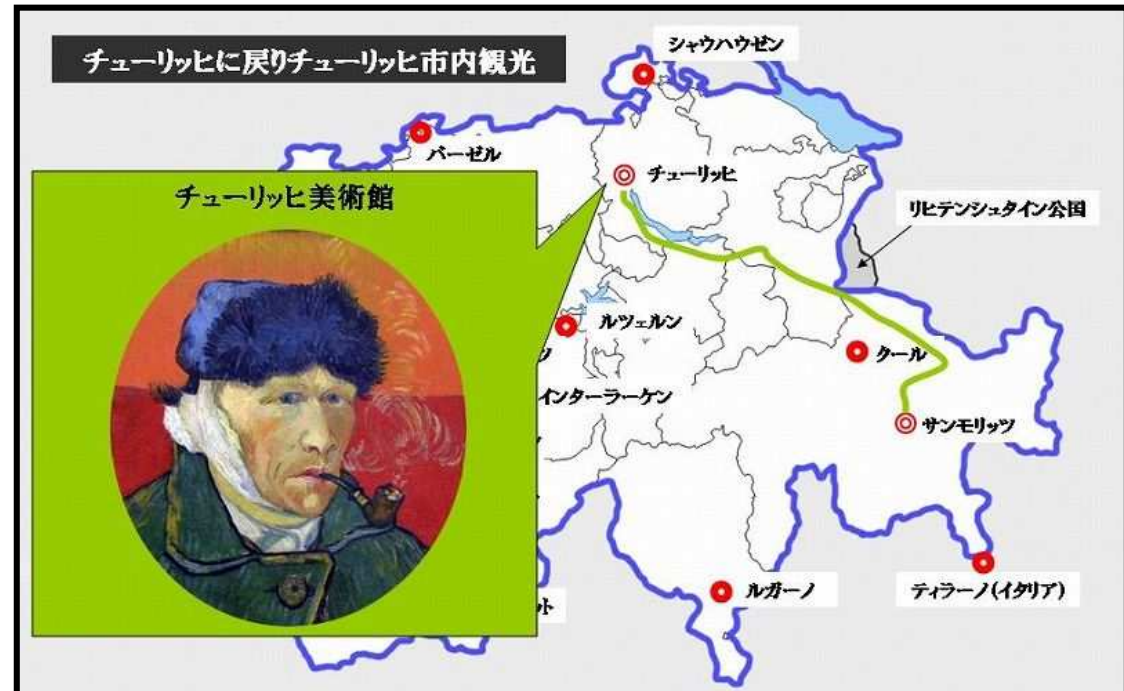 チューリッヒに戻りチューリッヒ市内観光
シャウハウゼン
バーゼル
チューリッヒ
チューリッヒ美術館
リヒテンシュタイン公国
ルツェルン
クール
インターラーケン
サンモリッツ
ルガーノ
ティラーノ(イタリア)
ット